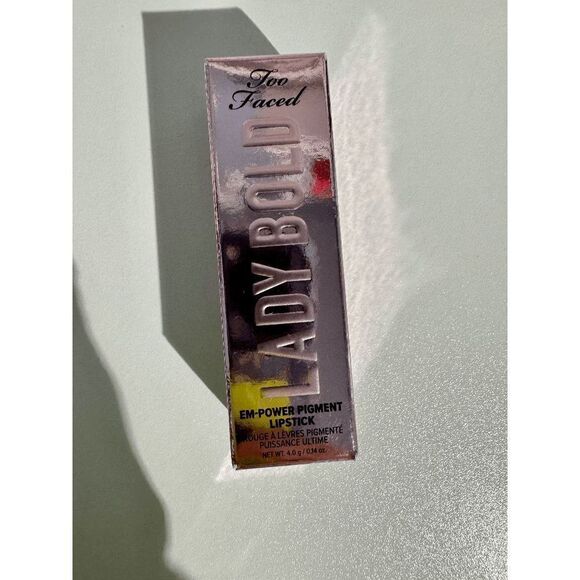 Too
Faced
LADY BOLD
EM-POWER PIGMENT
LIPSTICK
ROUGE À LÈVRES PIGMENTÉ
PUISSANCE ULTIME
NET WT. 4.0 g / 0.14 oz.